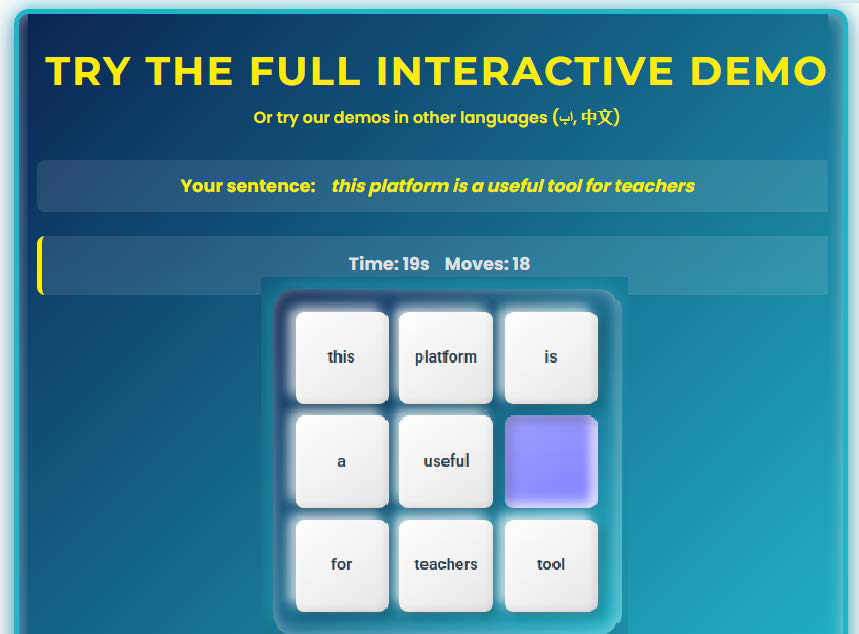 TRY THE FULL INTERACTIVE DEMO
Or try our demos in other languages (اب, 中文)
Your sentence: this platform is a useful tool for teachers
Time: 19s Moves: 18
this platform is
a useful
for teachers tool